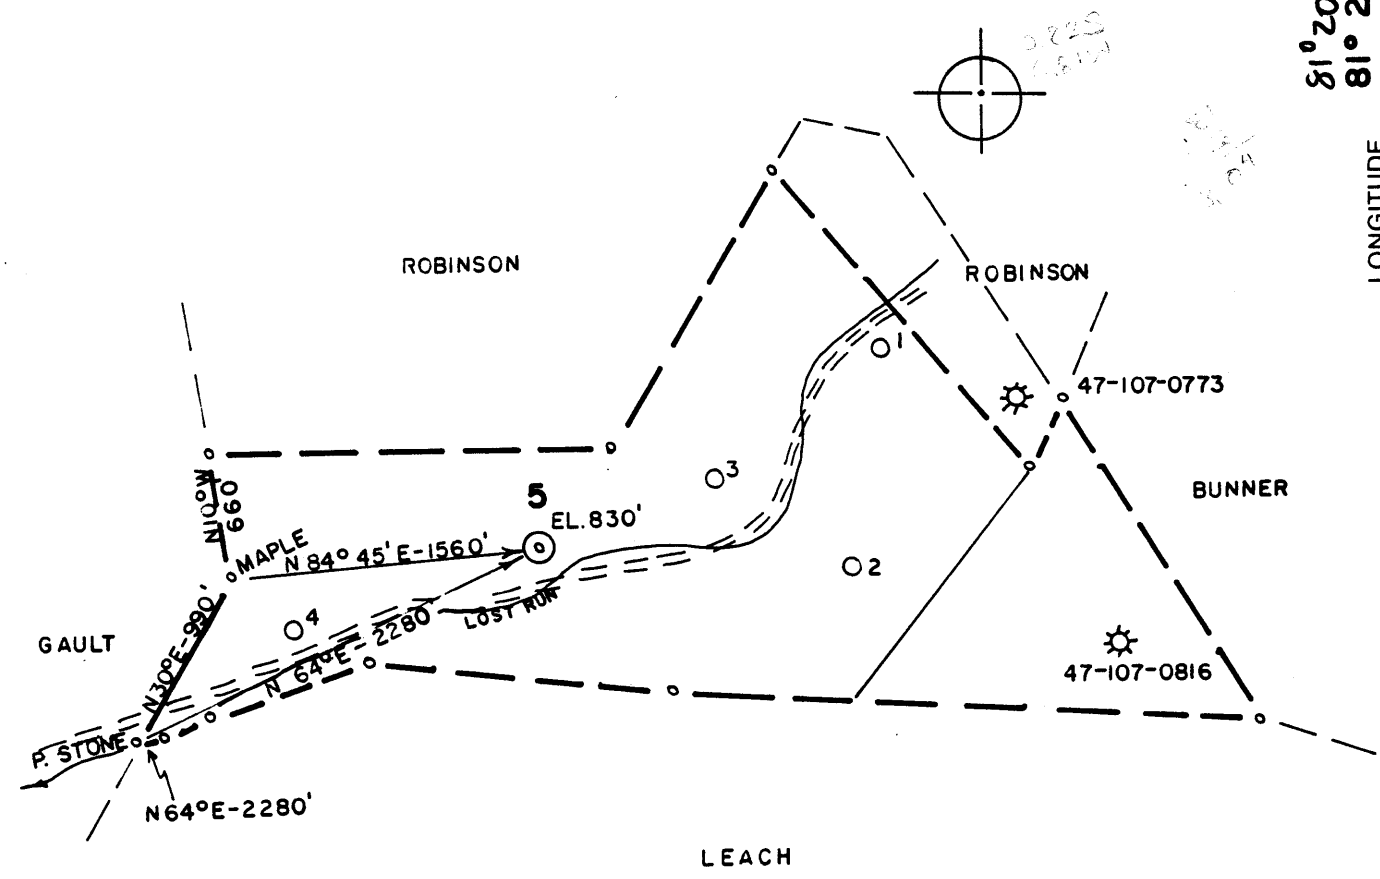 81° 20
81° 2
LONGITUDE
ROBINSON
ROBINSON
1
47-107-0773
3
5
EL. 830'
BUNNER
N10°W
660
MAPLE
N 84° 45' E-1560'
2
4
LOST RUN
GAULT
N30°E-990'
N 64°E - 2280
47-107-0816
P. STONE
N64°E-2280'
LEACH